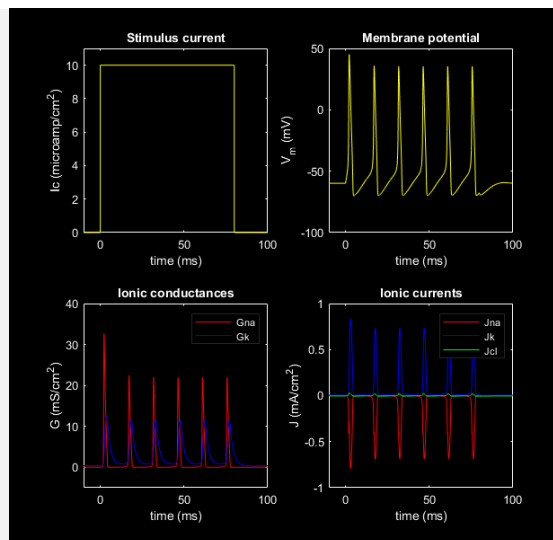 Stimulus current
10
8
6
4
2
0
Ic (microamp/cm²)
0 50 100
time (ms)
Membrane potential
50
0
-50
-100
Vₘ (mV)
0 50 100
time (ms)
Ionic conductances
40
30
20
10
0
G (mS/cm²)
Gna
Gk
0 50 100
time (ms)
Ionic currents
1
0.5
0
-0.5
-1
J (mA/cm²)
Jna
Jk
Jcl
0 50 100
time (ms)